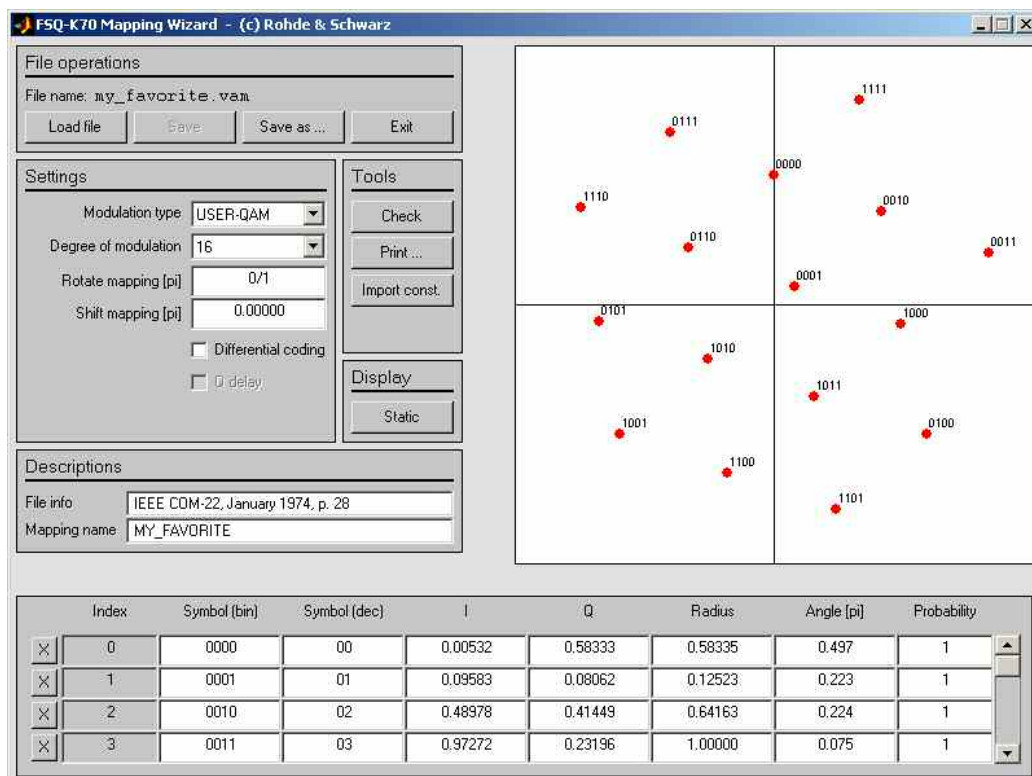 FSQ-K70 Mapping Wizard - (c) Rohde & Schwarz
File operations
File name: my_favorite.vam
Load file Save Save as ... Exit
Settings
Modulation type USER-QAM
Degree of modulation 16
Rotate mapping [pi] 0/1
Shift mapping [pi] 0.00000
Differential coding
Q delay
Tools
Check
Print ...
Import const.
Display
Static
Descriptions
File info IEEE COM-22, January 1974, p. 28
Mapping name MY_FAVORITE
1111
0111
0000
1110
0010
0110
0011
0001
0101
1000
1010
1011
1001
0100
1100
1101
Index Symbol (bin) Symbol (dec) I Q Radius Angle [pi] Probability
X 0 0000 00 0.00532 0.58333 0.58335 0.497 1
X 1 0001 01 0.09583 0.08062 0.12523 0.223 1
X 2 0010 02 0.48978 0.41449 0.64163 0.224 1
X 3 0011 03 0.97272 0.23196 1.00000 0.075 1